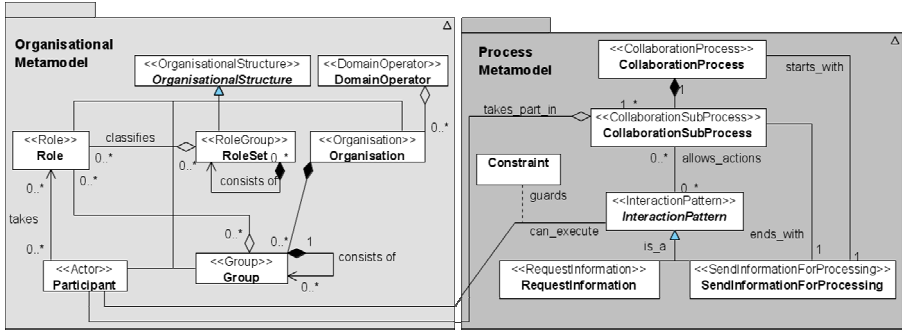 Organisational
Metamodel
<<OrganisationalStructure>>
OrganisationalStructure
<<DomainOperator>>
DomainOperator
0..*
<<Role>>
Role
classifies
0..*
0..*
<<RoleGroup>>
RoleSet
0..*
consists of
<<Organisation>>
Organisation
0..*
0..*
takes
0..*
0..*
0..*
1
consists of
0..*
<<Actor>>
Participant
<<Group>>
Group
Process
Metamodel
<<CollaborationProcess>>
CollaborationProcess
starts_with
1
takes_part_in
1..*
<<CollaborationSubProcess>>
CollaborationSubProcess
0..*
allows_actions
Constraint
guards
0..*
<<InteractionPattern>>
InteractionPattern
can_execute
is_a
ends_with
1
1
<<RequestInformation>>
RequestInformation
<<SendInformationForProcessing>>
SendInformationForProcessing